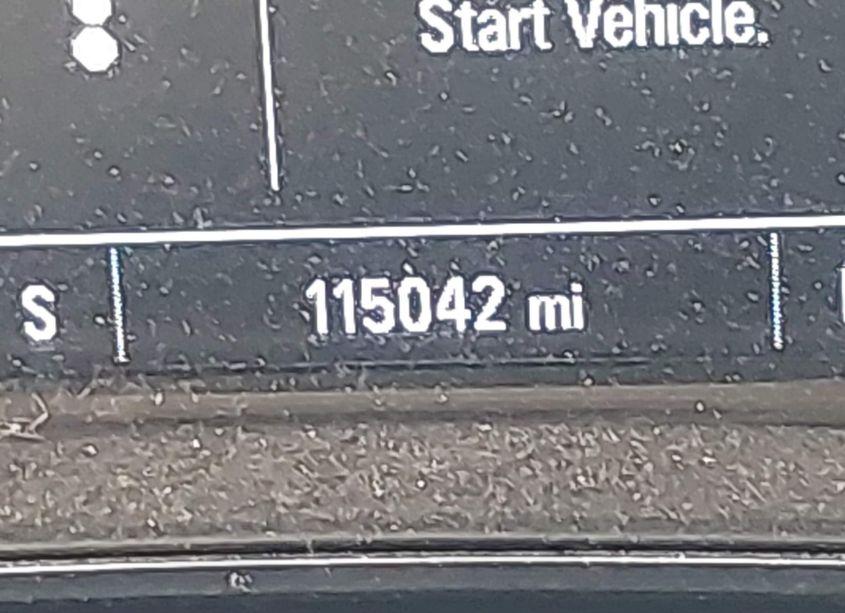 Start Vehicle.
S
115042 mi